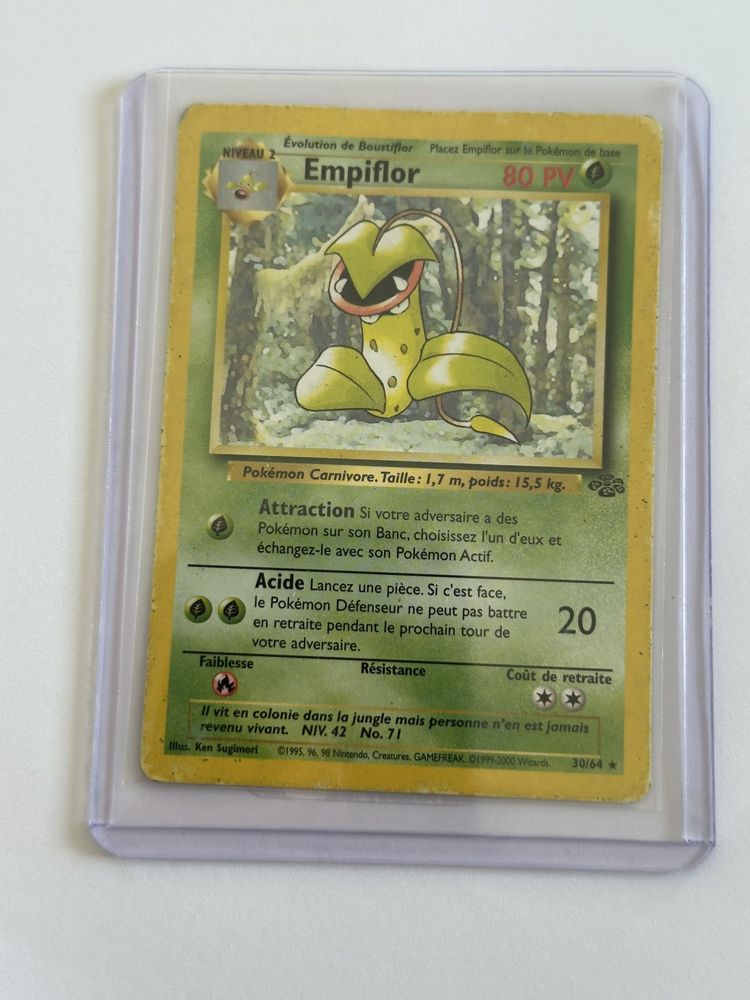 Évolution de Boustiflor Placez Empiflor sur le Pokémon de base
NIVEAU 2
Empiflor 80 PV
Pokémon Carnivore. Taille: 1,7 m, poids: 15,5 kg.
Attraction Si votre adversaire a des
Pokémon sur son Banc, choisissez l'un d'eux et
échangez-le avec son Pokémon Actif.
Acide Lancez une pièce. Si c'est face,
le Pokémon Défenseur ne peut pas battre
en retraite pendant le prochain tour de
votre adversaire.
20
Faiblesse Résistance Coût de retraite
Il vit en colonie dans la jungle mais personne n'en est jamais
revenu vivant. NIV. 42 No. 71
Illus. Ken Sugimori ©1995, 96, 98 Nintendo, Creatures, GAMEFREAK. ©1999-2000 Wizards. 30/64 ★